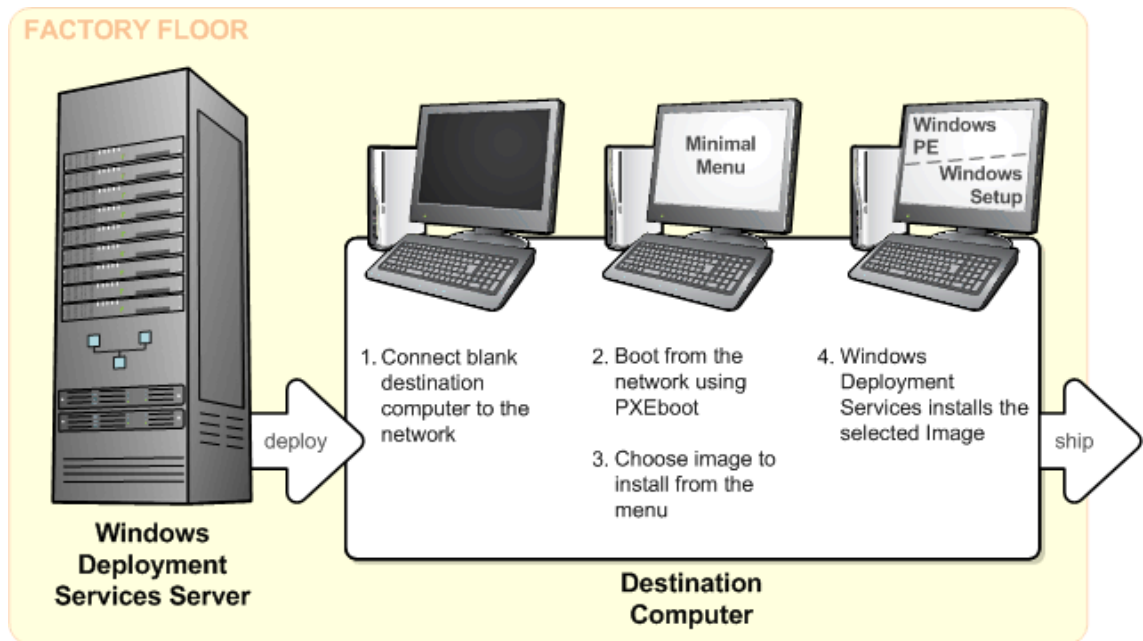 FACTORY FLOOR
Minimal
Menu
Windows
PE
Windows
Setup
1. Connect blank
destination
computer to the
network
2. Boot from the
network using
PXEboot
3. Choose image to
install from the
menu
4. Windows
Deployment
Services installs the
selected Image
deploy
ship
Windows
Deployment
Services Server
Destination
Computer